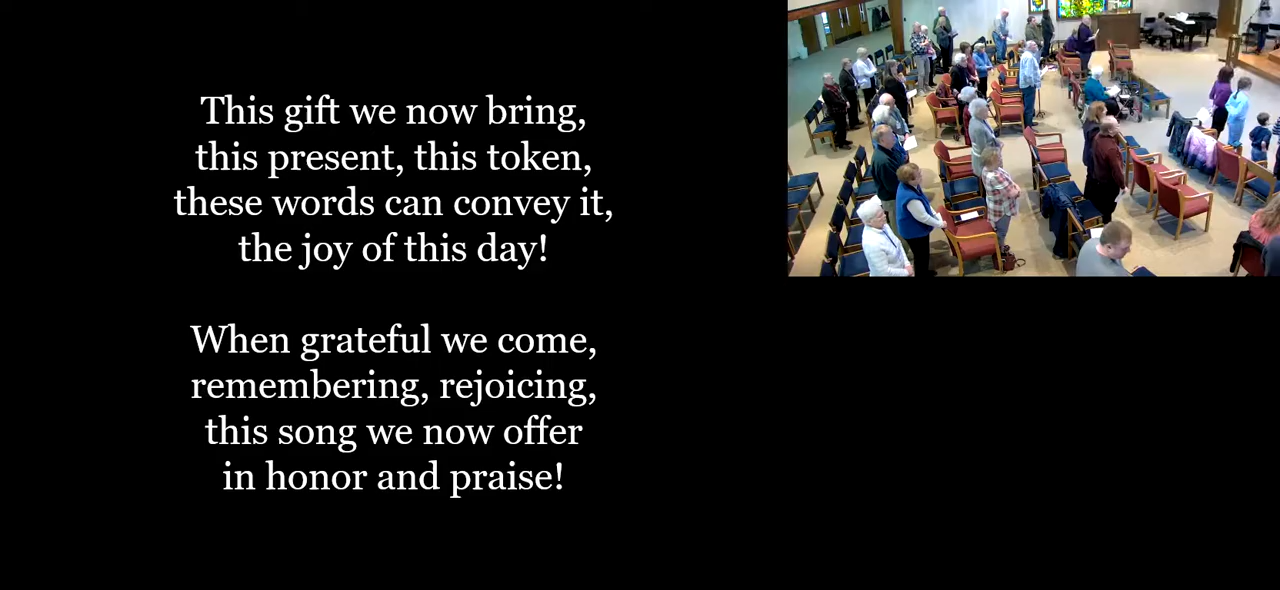 This gift we now bring,
this present, this token,
these words can convey it,
the joy of this day!
When grateful we come,
remembering, rejoicing,
this song we now offer
in honor and praise!